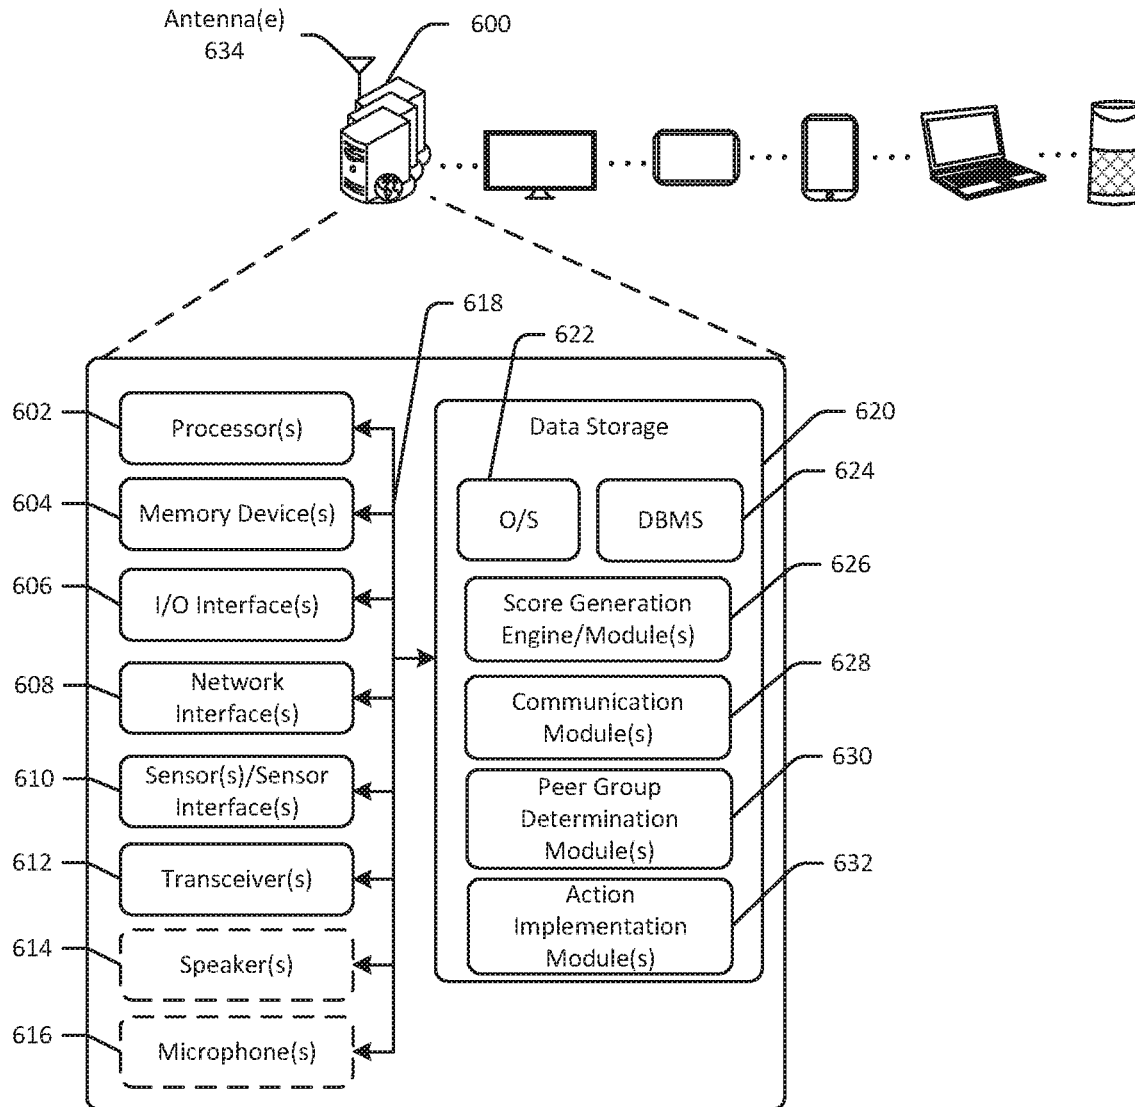 Antenna(e)
634
600
618
622
602
Processor(s)
604
Memory Device(s)
606
I/O Interface(s)
608
Network
Interface(s)
610
Sensor(s)/Sensor
Interface(s)
612
Transceiver(s)
614
Speaker(s)
616
Microphone(s)
Data Storage
620
O/S
DBMS
624
Score Generation
Engine/Module(s)
626
Communication
Module(s)
628
Peer Group
Determination
Module(s)
630
Action
Implementation
Module(s)
632